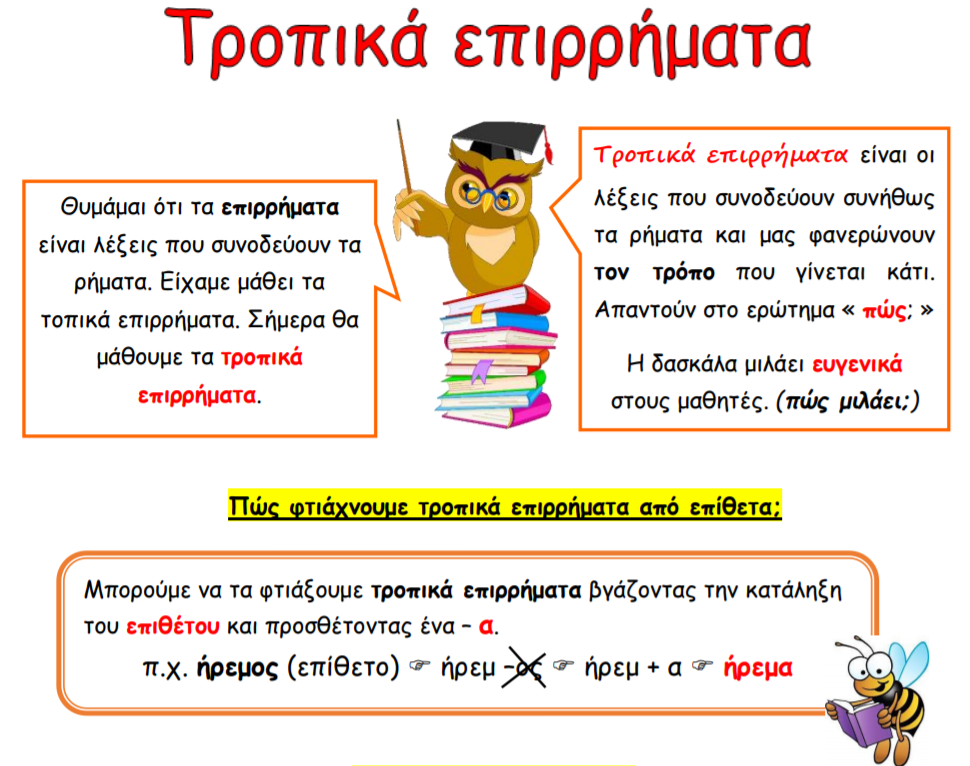 Τροπικά επιρρήματα
Θυμάμαι ότι τα επιρρήματα
είναι λέξεις που συνοδεύουν τα
ρήματα. Είχαμε μάθει τα
τοπικά επιρρήματα. Σήμερα θα
μάθουμε τα τροπικά
επιρρήματα.
Τροπικά επιρρήματα είναι οι
λέξεις που συνοδεύουν συνήθως
τα ρήματα και μας φανερώνουν
τον τρόπο που γίνεται κάτι.
Απαντούν στο ερώτημα « πώς; »
Η δασκάλα μιλάει ευγενικά
στους μαθητές. (πώς μιλάει;)
Πώς φτιάχνουμε τροπικά επιρρήματα από επίθετα;
Μπορούμε να τα φτιάξουμε τροπικά επιρρήματα βγάζοντας την κατάληξη
του επιθέτου και προσθέτοντας ένα – α.
π.χ. ήρεμος (επίθετο) ☞ ήρεμ –ος ☞ ήρεμ + α ☞ ήρεμα